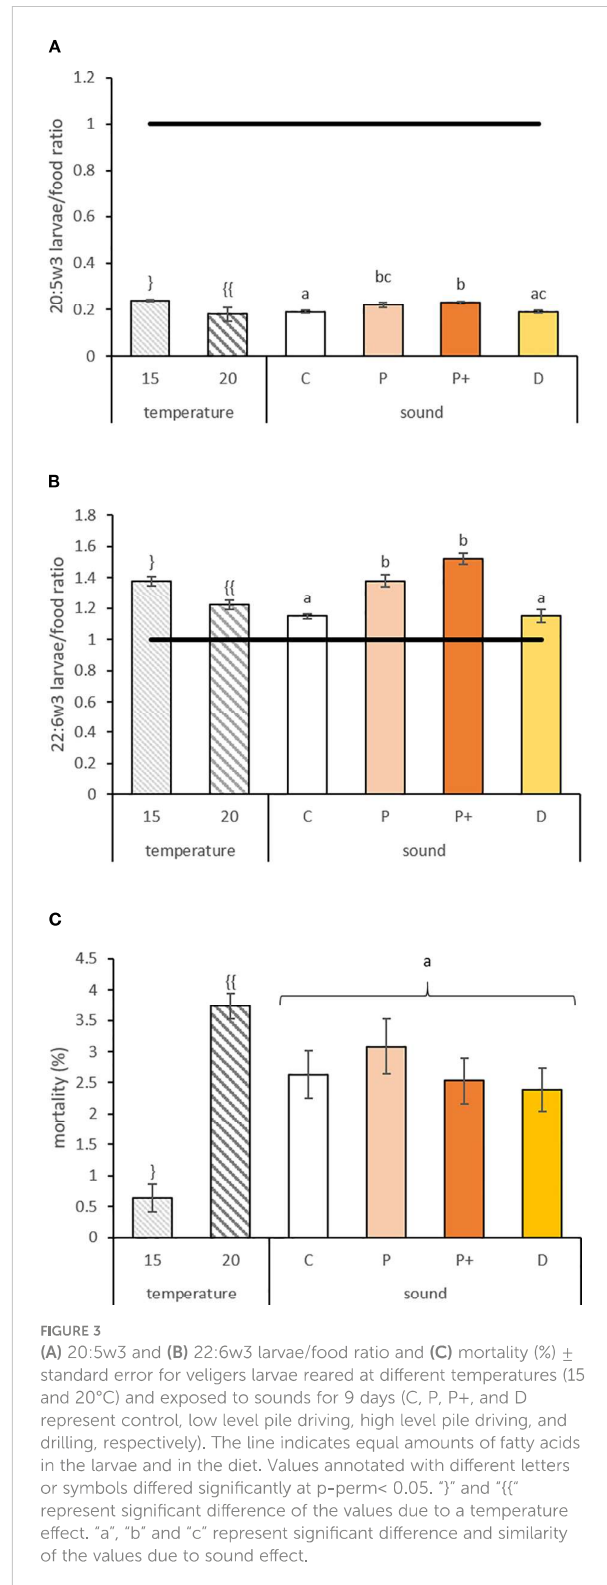 A
20:5w3 larvae/food ratio
1.2
1
0.8
0.6
0.4
0.2
0
}
{{
a
bc
b
ac
15
20
C
P
P+
D
temperature
sound
B
22:6w3 larvae/food ratio
1.8
1.6
1.4
1.2
1
0.8
0.6
0.4
0.2
0
}
{{
a
b
b
a
15
20
C
P
P+
D
temperature
sound
C
mortality (%)
4.5
4
3.5
3
2.5
2
1.5
1
0.5
0
}
{{
a
15
20
C
P
P+
D
temperature
sound
FIGURE 3
(A) 20:5w3 and (B) 22:6w3 larvae/food ratio and (C) mortality (%) ±
standard error for veligers larvae reared at different temperatures (15
and 20°C) and exposed to sounds for 9 days (C, P, P+, and D
represent control, low level pile driving, high level pile driving, and
drilling, respectively). The line indicates equal amounts of fatty acids
in the larvae and in the diet. Values annotated with different letters
or symbols differed significantly at p-perm< 0.05. “}” and “{{“
represent significant difference of the values due to a temperature
effect. “a”, “b” and “c” represent significant difference and similarity
of the values due to sound effect.